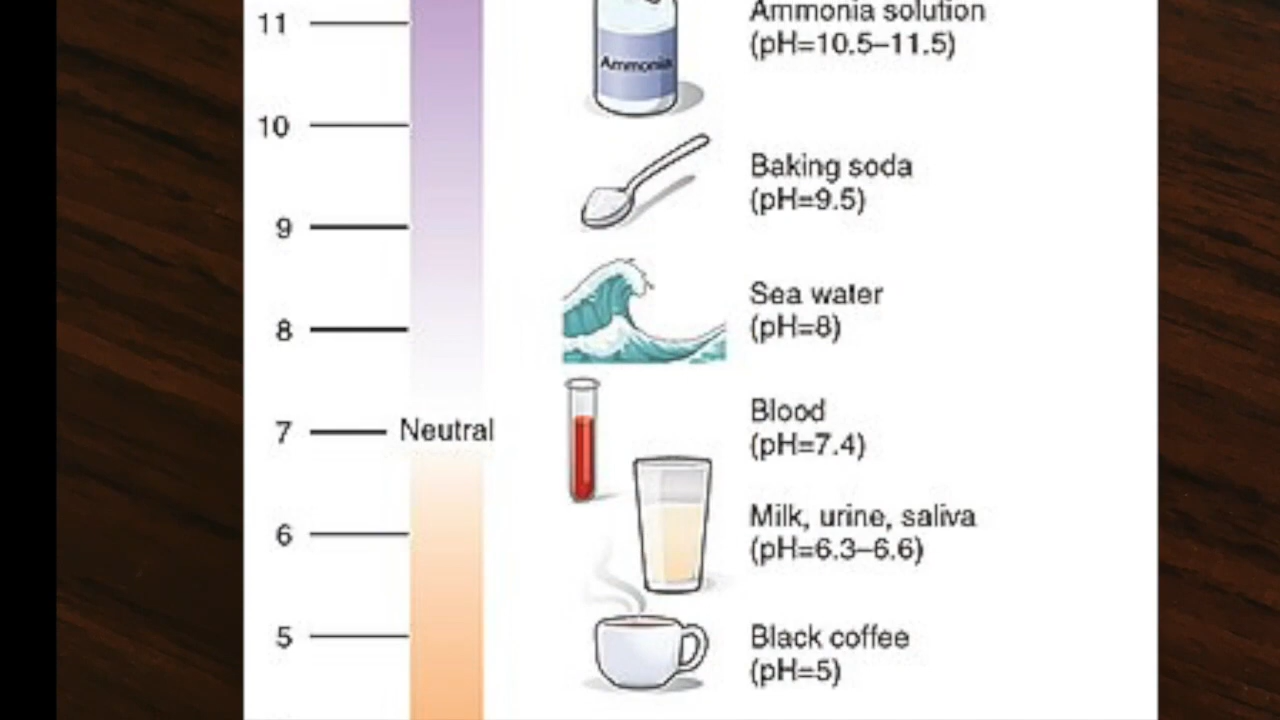 11
Ammonia solution
(pH=10.5–11.5)
Ammonia
10
Baking soda
(pH=9.5)
9
Sea water
(pH=8)
8
Blood
(pH=7.4)
7
Neutral
Milk, urine, saliva
(pH=6.3–6.6)
6
Black coffee
(pH=5)
5